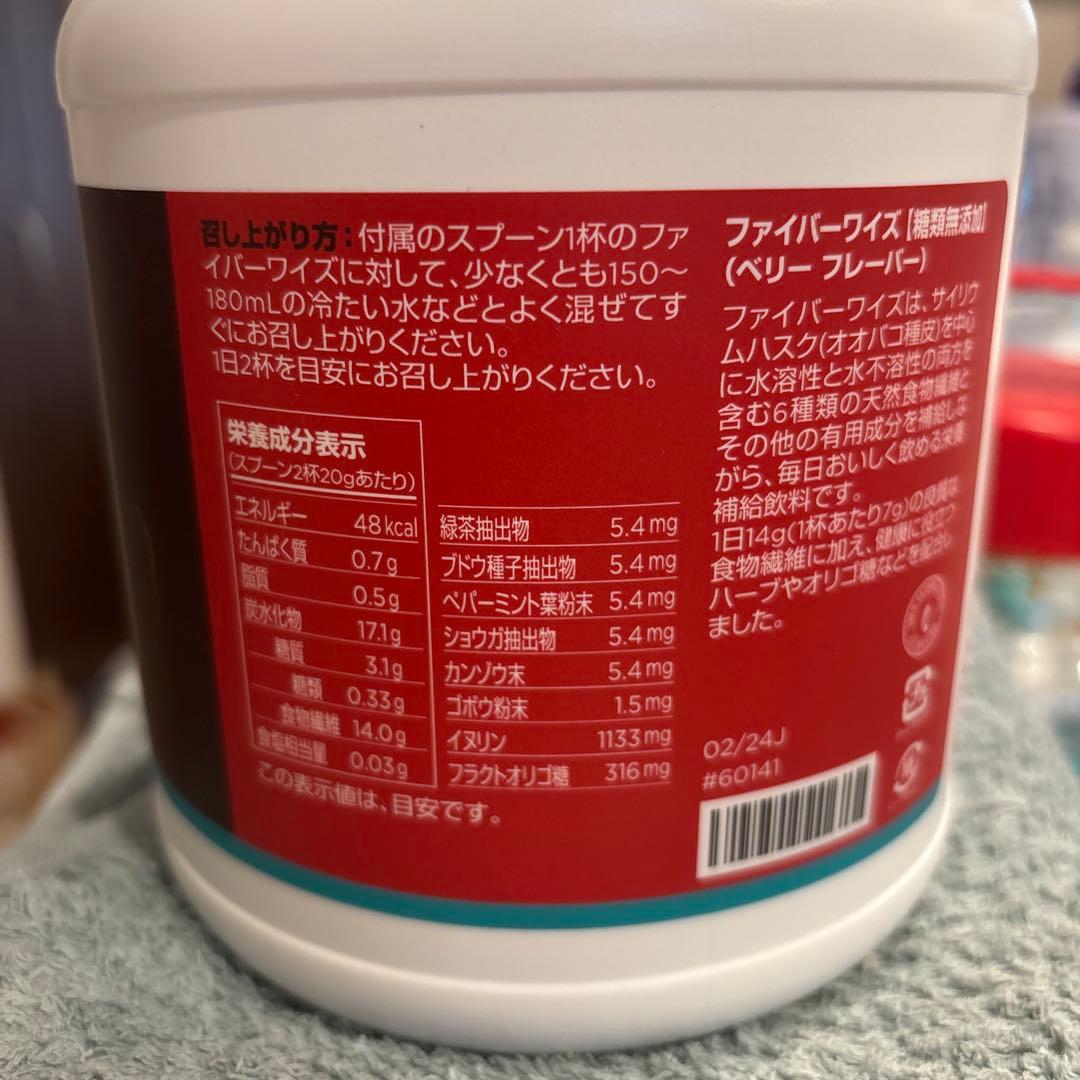 召し上がり方：付属のスプーン1杯のファ
イバーワイズに対して、少なくとも150〜
180mLの冷たい水などとよく混ぜてす
ぐにお召し上がりください。
1日2杯を目安にお召し上がりください。
栄養成分表示
(スプーン2杯20gあたり)
エネルギー 48kcal
たんぱく質 0.7g
脂質 0.5g
炭水化物 17.1g
糖質 3.1g
糖類 0.33g
食物繊維 14.0g
食塩相当量 0.03g
この表示値は、目安です。
緑茶抽出物 5.4mg
ブドウ種子抽出物 5.4mg
ペパーミント葉粉末 5.4mg
ショウガ抽出物 5.4mg
カンゾウ末 5.4mg
ゴボウ粉末 1.5mg
イヌリン 1133mg
フラクトオリゴ糖 316mg
ファイバーワイズ［糖類無添加］
(ベリー フレーバー)
ファイバーワイズは、サイリウ
ムハスク(オオバコ種皮)を中心
に水溶性と水不溶性の両方を
含む6種類の天然食物繊維と
その他の有用成分を補給しな
がら、毎日おいしく飲める栄養
補給飲料です。
1日14g(1杯あたり7g)の良質な
食物繊維に加え、健康に役立つ
ハーブやオリゴ糖などを配合し
ました。
02/24J
#60141